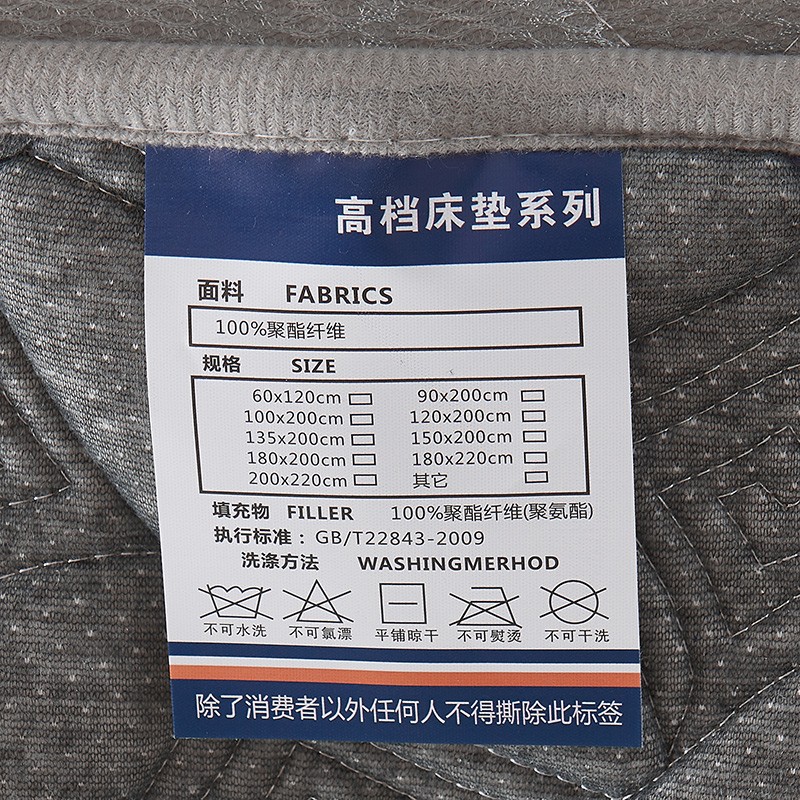 高档床垫系列
面料 FABRICS
100%聚酯纤维
规格 SIZE
60x120cm 90x200cm
100x200cm 120x200cm
135x200cm 150x200cm
180x200cm 180x220cm
200x220cm 其它
填充物 FILLER 100%聚酯纤维(聚氨酯)
执行标准：GB/T22843-2009
洗涤方法 WASHINGMERHOD
不可水洗 不可氯漂 平铺晾干 不可熨烫 不可干洗
除了消费者以外任何人不得撕除此标签